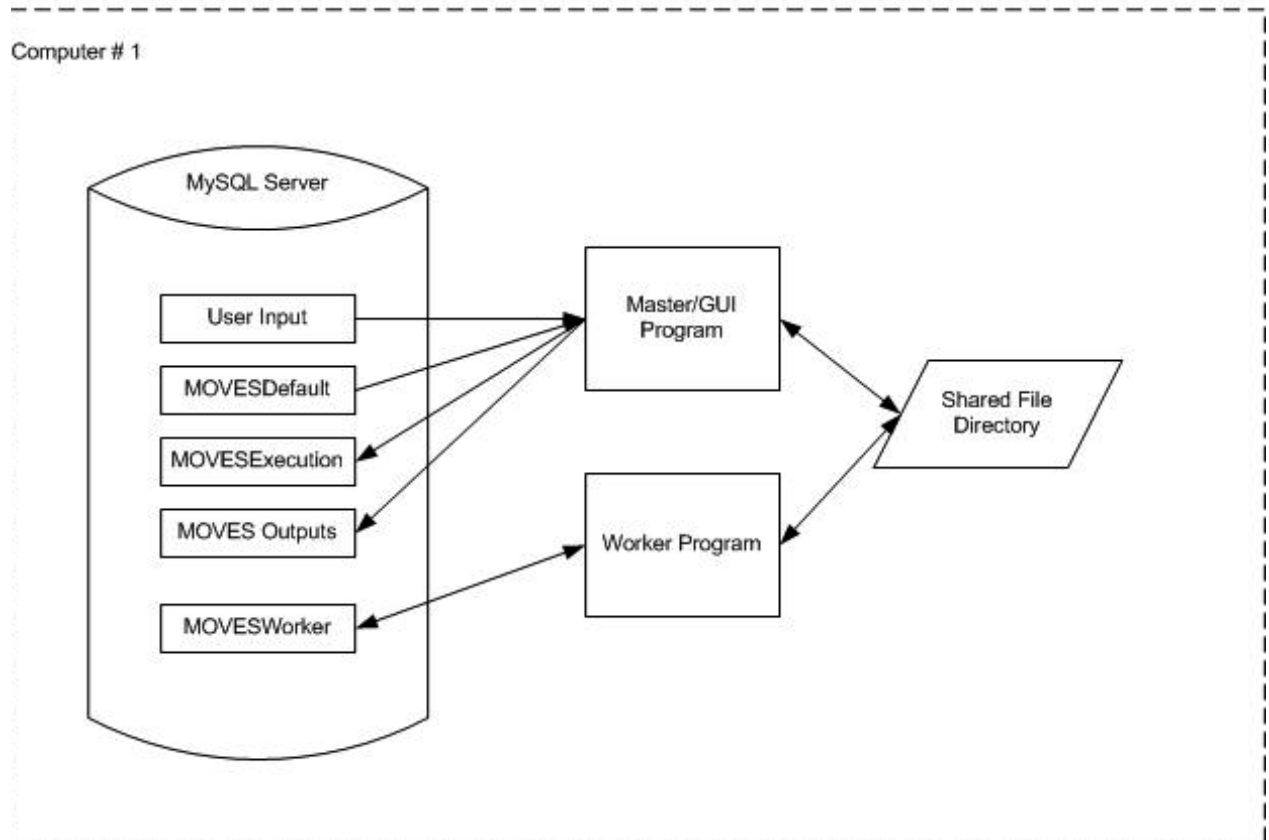 Computer # 1
MySQL Server
User Input
MOVESDefault
MOVESExecution
MOVES Outputs
MOVESWorker
Master/GUI
Program
Worker Program
Shared File
Directory